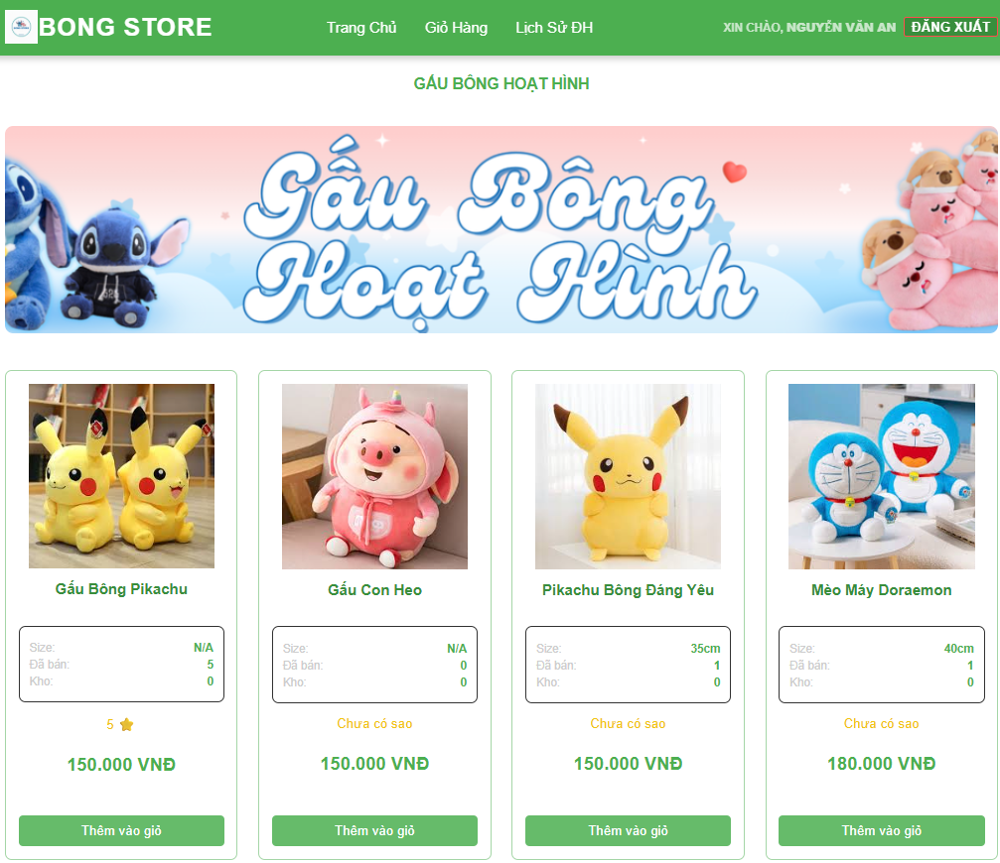 BONG STORE
Trang Chủ
Giỏ Hàng
Lịch Sử ĐH
XIN CHÀO, NGUYỄN VĂN AN
ĐĂNG XUẤT
GẤU BÔNG HOẠT HÌNH
Gấu Bông
Hoạt Hình
Gấu Bông Pikachu
Size: N/A
Đã bán: 5
Kho: 0
5
150.000 VNĐ
Thêm vào giỏ
Gấu Con Heo
Size: N/A
Đã bán: 0
Kho: 0
Chưa có sao
150.000 VNĐ
Thêm vào giỏ
Pikachu Bông Đáng Yêu
Size: 35cm
Đã bán: 1
Kho: 0
Chưa có sao
150.000 VNĐ
Thêm vào giỏ
Mèo Máy Doraemon
Size: 40cm
Đã bán: 1
Kho: 0
Chưa có sao
180.000 VNĐ
Thêm vào giỏ